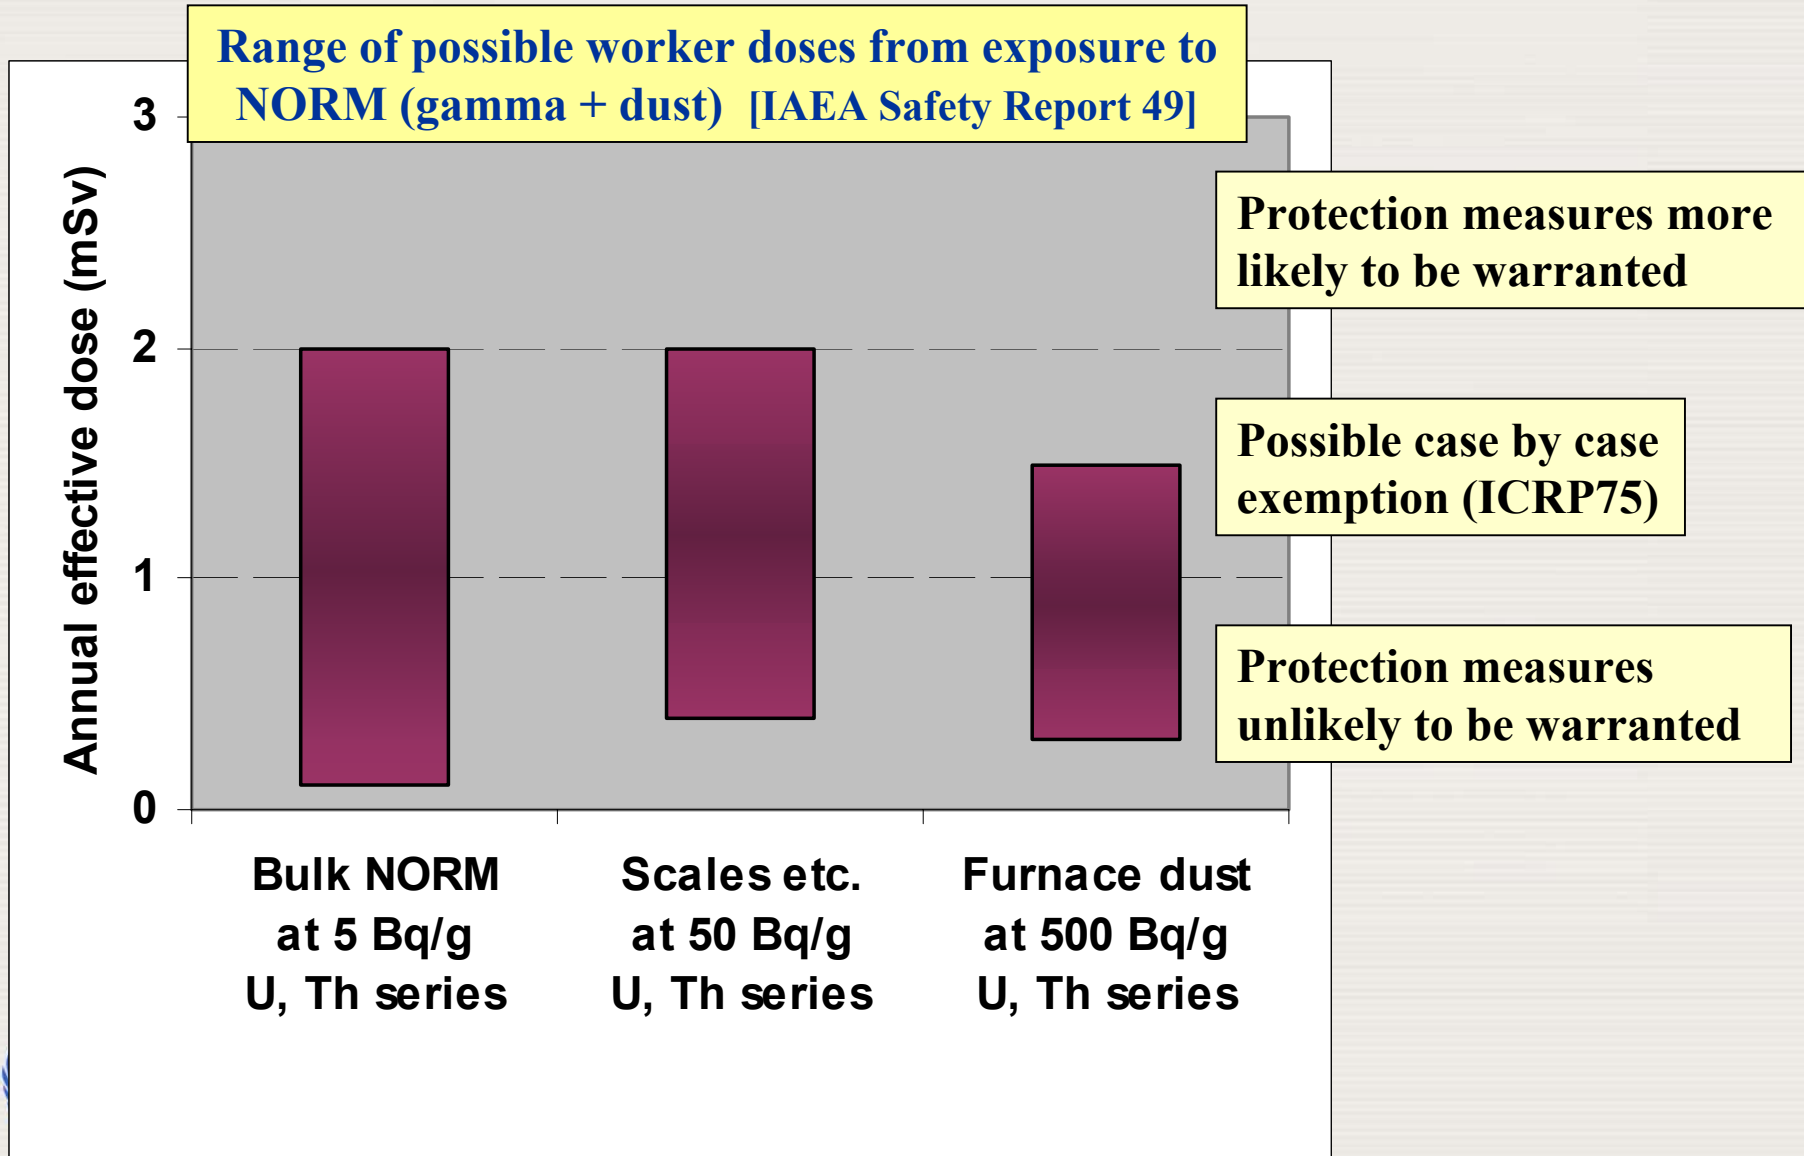 Range of possible worker doses from exposure to
NORM (gamma + dust) [IAEA Safety Report 49]
Annual effective dose (mSv)
3
2
1
0
Protection measures more
likely to be warranted
Possible case by case
exemption (ICRP75)
Protection measures
unlikely to be warranted
Bulk NORM
at 5 Bq/g
U, Th series
Scales etc.
at 50 Bq/g
U, Th series
Furnace dust
at 500 Bq/g
U, Th series